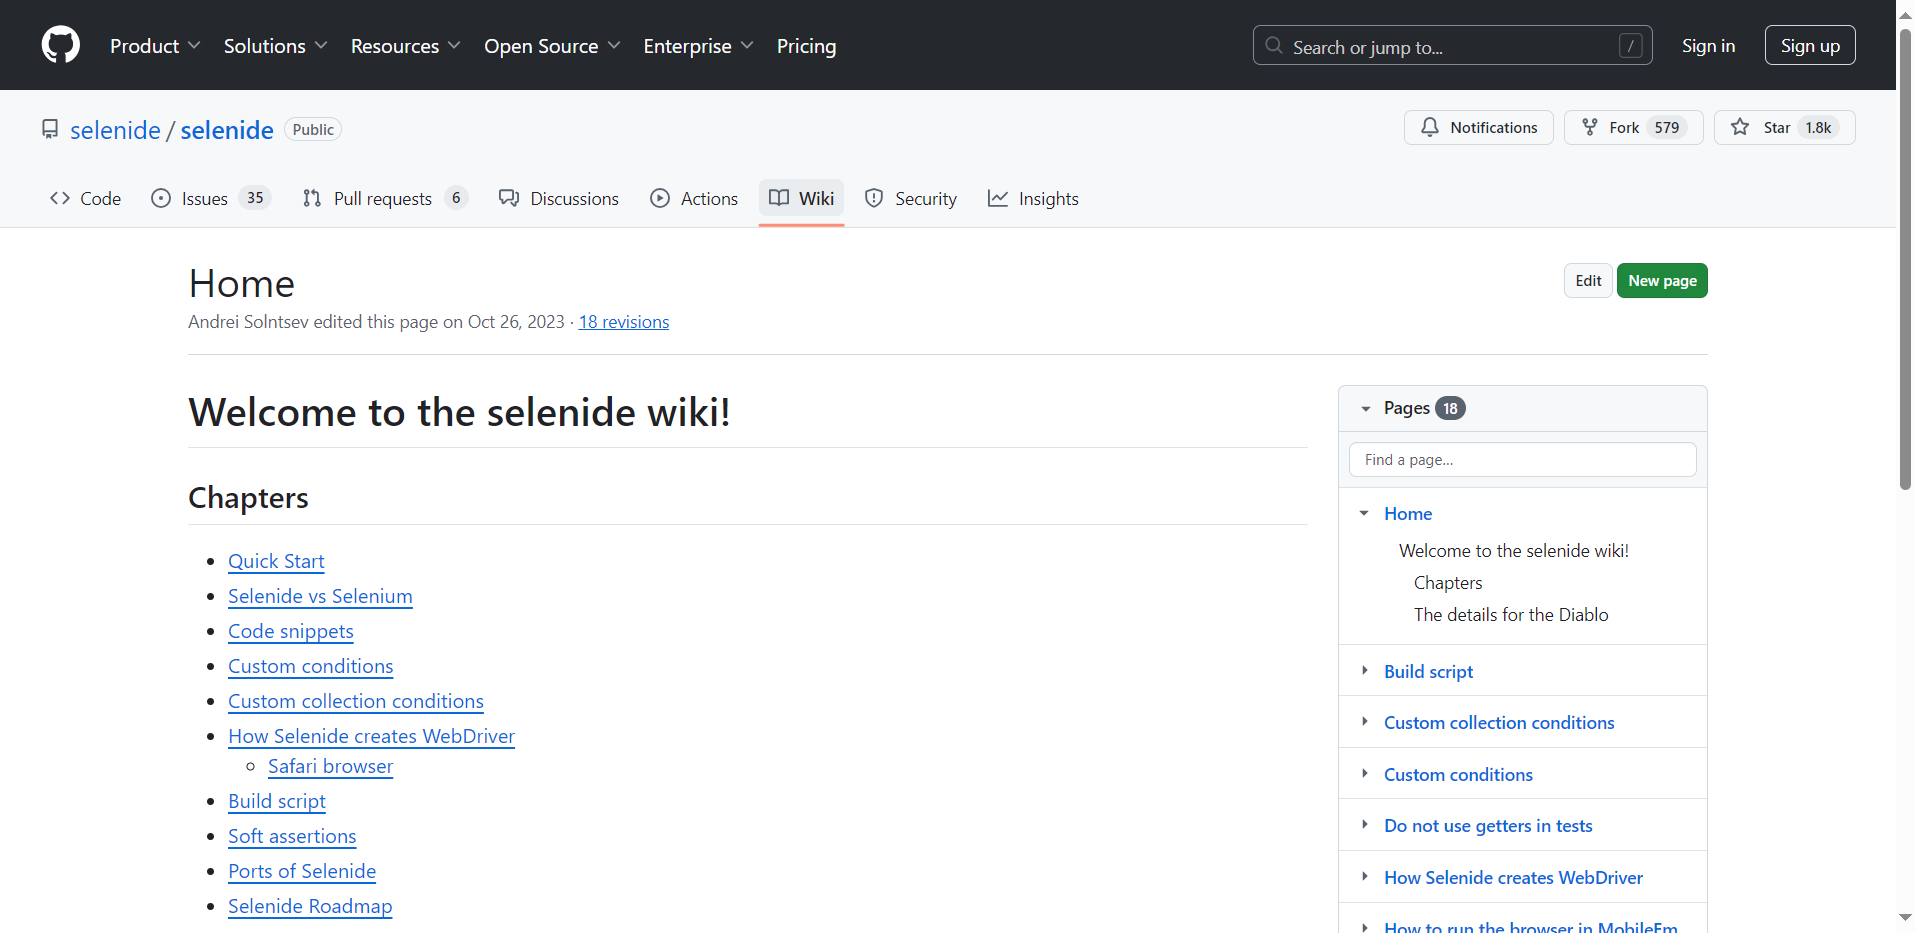 Product Solutions Resources Open Source Enterprise Pricing Search or jump to... / Sign in Sign up
selenide / selenide Public Notifications Fork 579 Star 1.8k
Code Issues 35 Pull requests 6 Discussions Actions Wiki Security Insights
Home
Edit New page
Andrei Solntsev edited this page on Oct 26, 2023 · 18 revisions
Welcome to the selenide wiki!
Chapters
Quick Start
Selenide vs Selenium
Code snippets
Custom conditions
Custom collection conditions
How Selenide creates WebDriver
Safari browser
Build script
Soft assertions
Ports of Selenide
Selenide Roadmap
Pages 18
Find a page...
Home
Welcome to the selenide wiki!
Chapters
The details for the Diablo
Build script
Custom collection conditions
Custom conditions
Do not use getters in tests
How Selenide creates WebDriver
How to run the browser in MobileEm